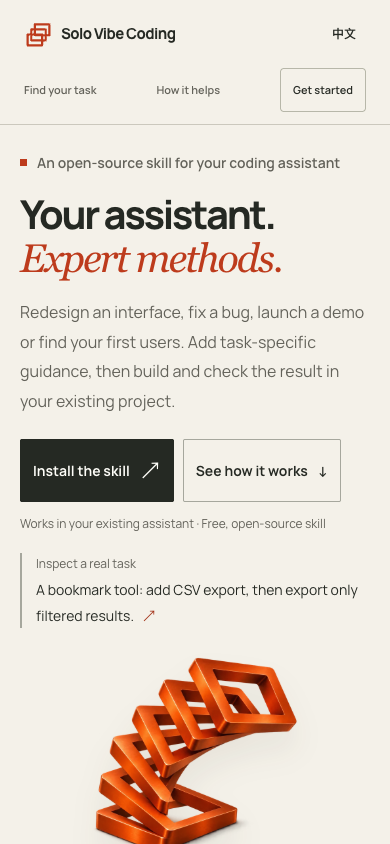 Solo Vibe Coding
中文
Find your task
How it helps
Get started
An open-source skill for your coding assistant
Your assistant.
Expert methods.
Redesign an interface, fix a bug, launch a demo
or find your first users. Add task-specific
guidance, then build and check the result in
your existing project.
Install the skill ↗
See how it works ↓
Works in your existing assistant · Free, open-source skill
Inspect a real task
A bookmark tool: add CSV export, then export only
filtered results. ↗